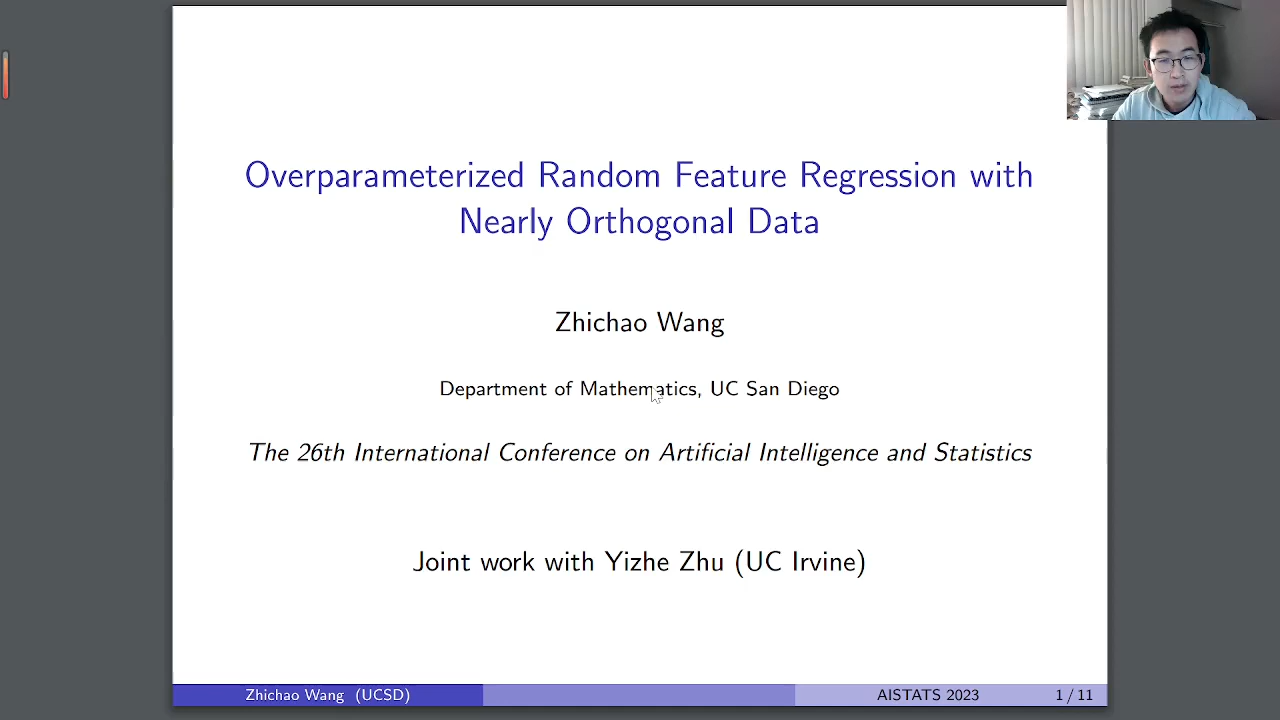 Overparameterized Random Feature Regression with
Nearly Orthogonal Data
Zhichao Wang
Department of Mathematics, UC San Diego
The 26th International Conference on Artificial Intelligence and Statistics
Joint work with Yizhe Zhu (UC Irvine)
Zhichao Wang (UCSD) AISTATS 2023 1 / 11